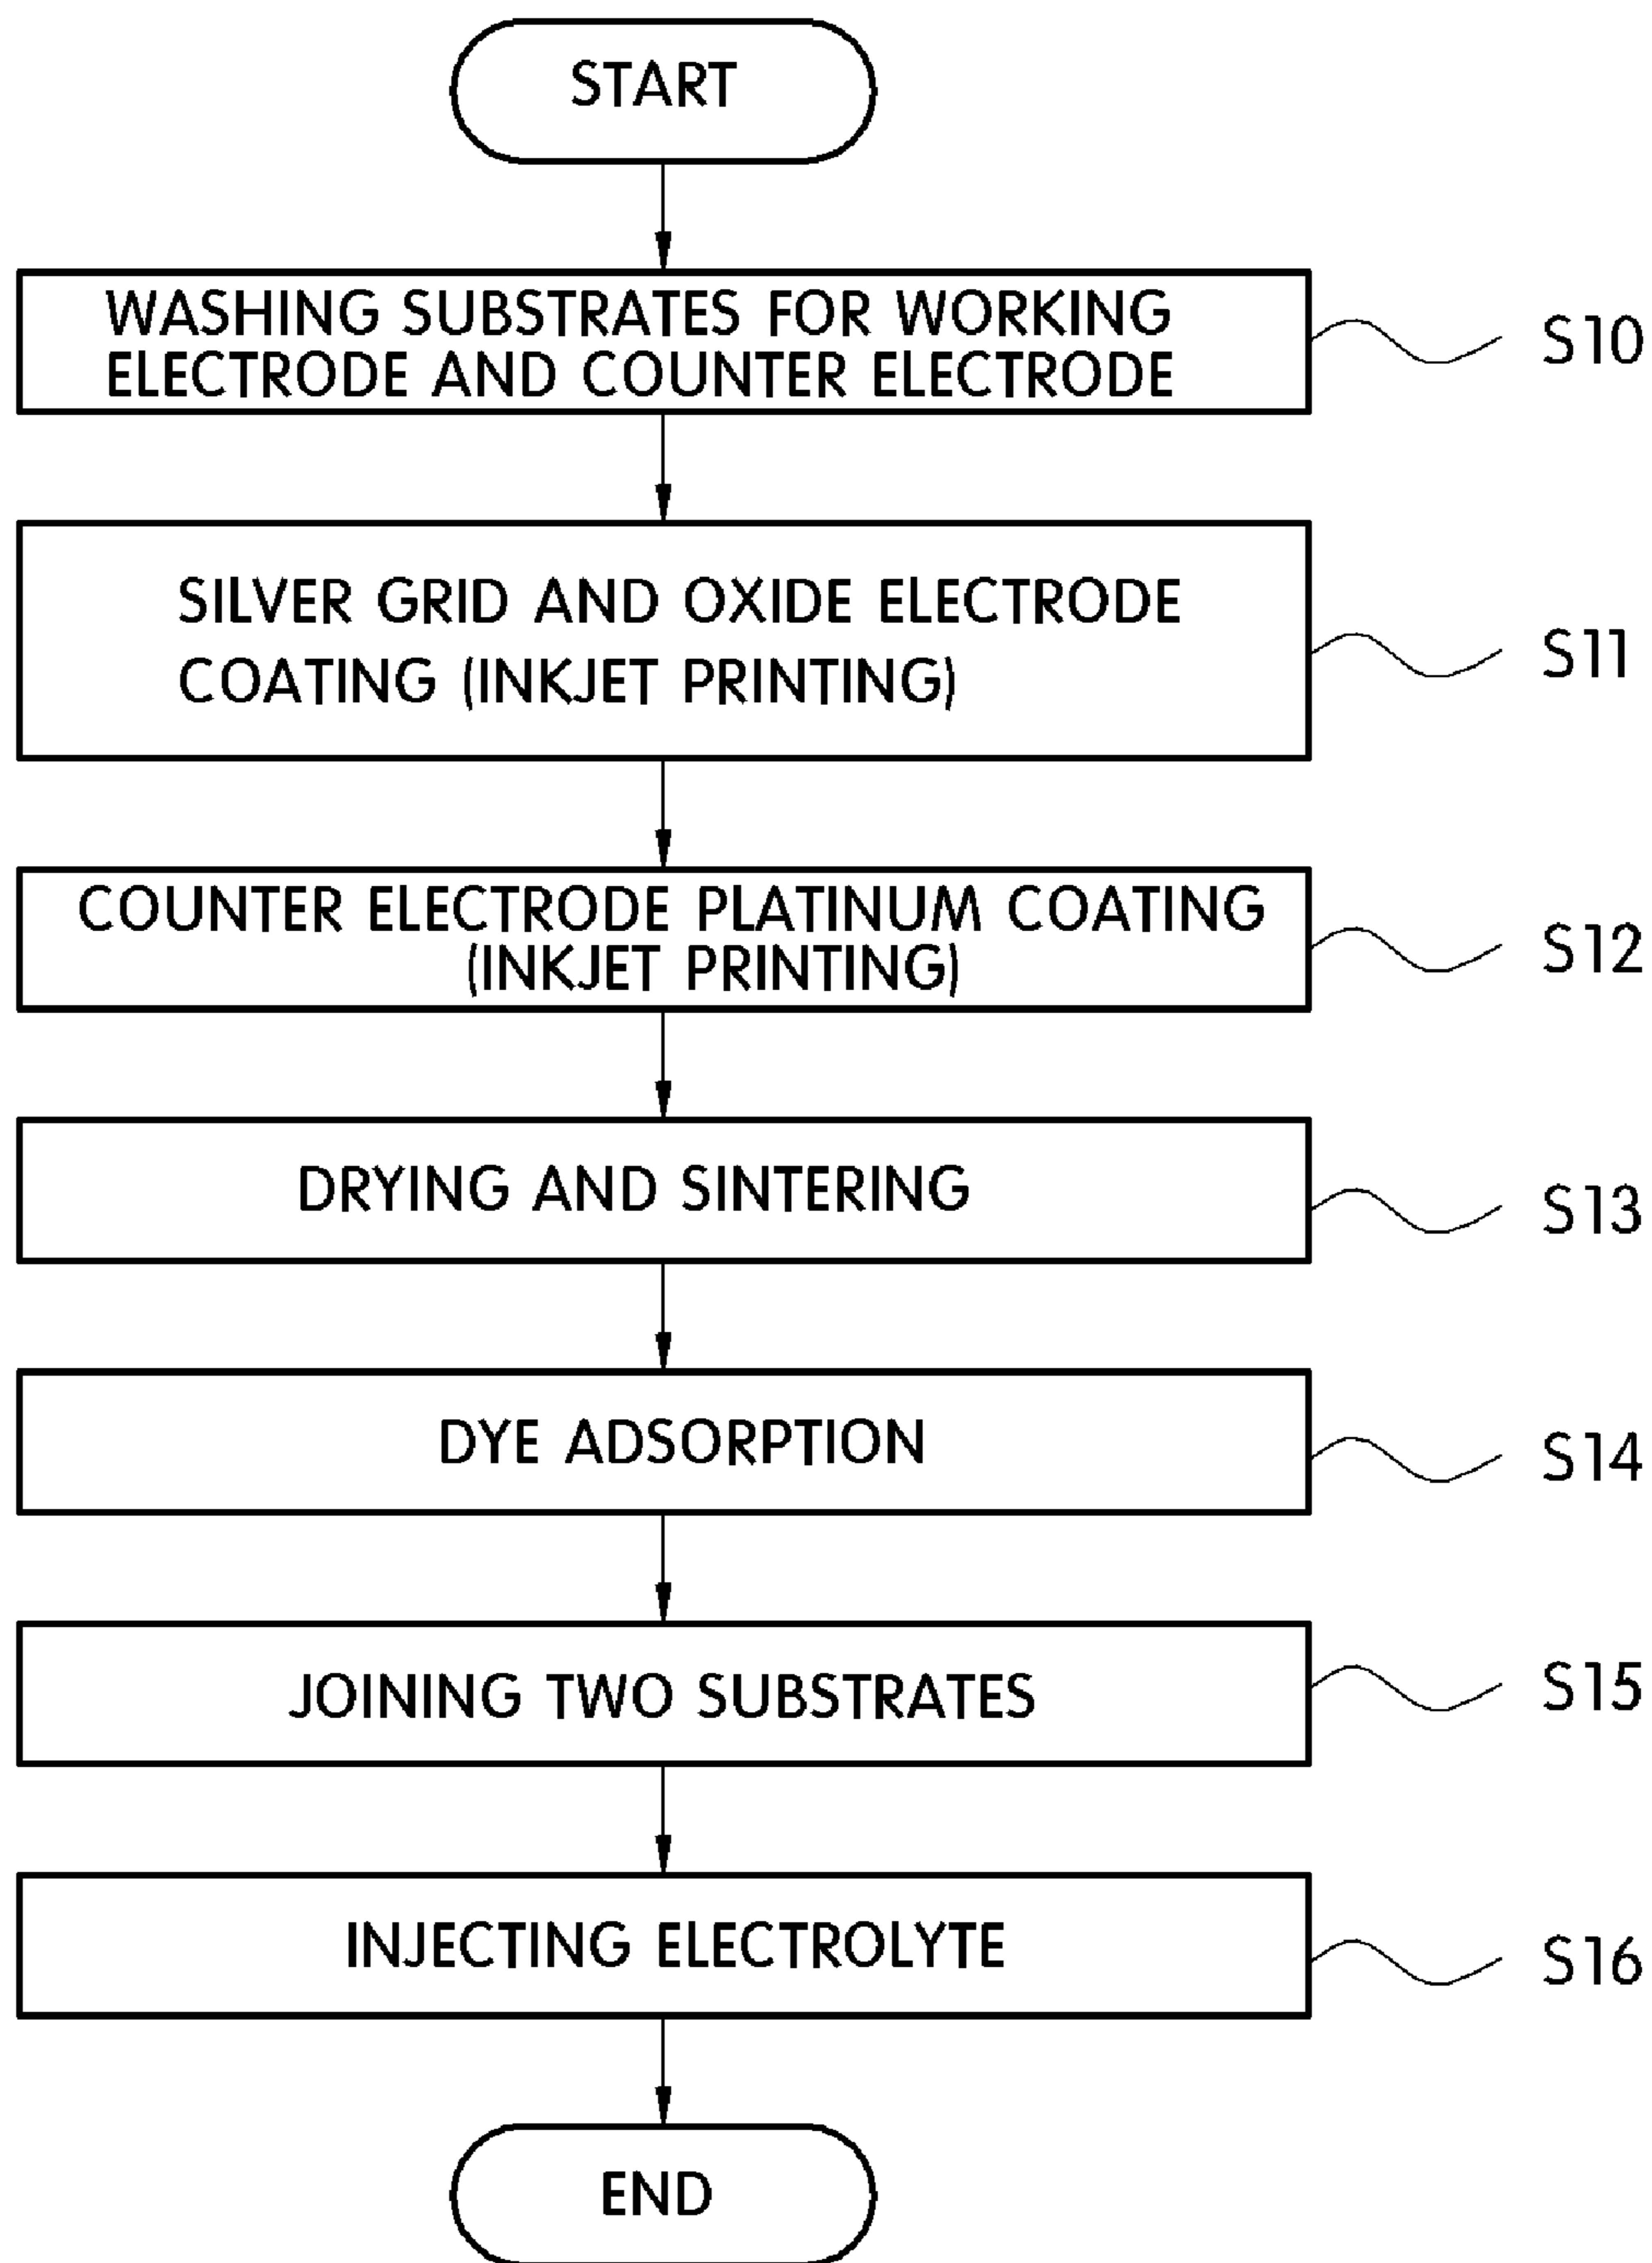 START
WASHING SUBSTRATES FOR WORKING
ELECTRODE AND COUNTER ELECTRODE
S10
SILVER GRID AND OXIDE ELECTRODE
COATING (INKJET PRINTING)
S11
COUNTER ELECTRODE PLATINUM COATING
(INKJET PRINTING)
S12
DRYING AND SINTERING
S13
DYE ADSORPTION
S14
JOINING TWO SUBSTRATES
S15
INJECTING ELECTROLYTE
S16
END